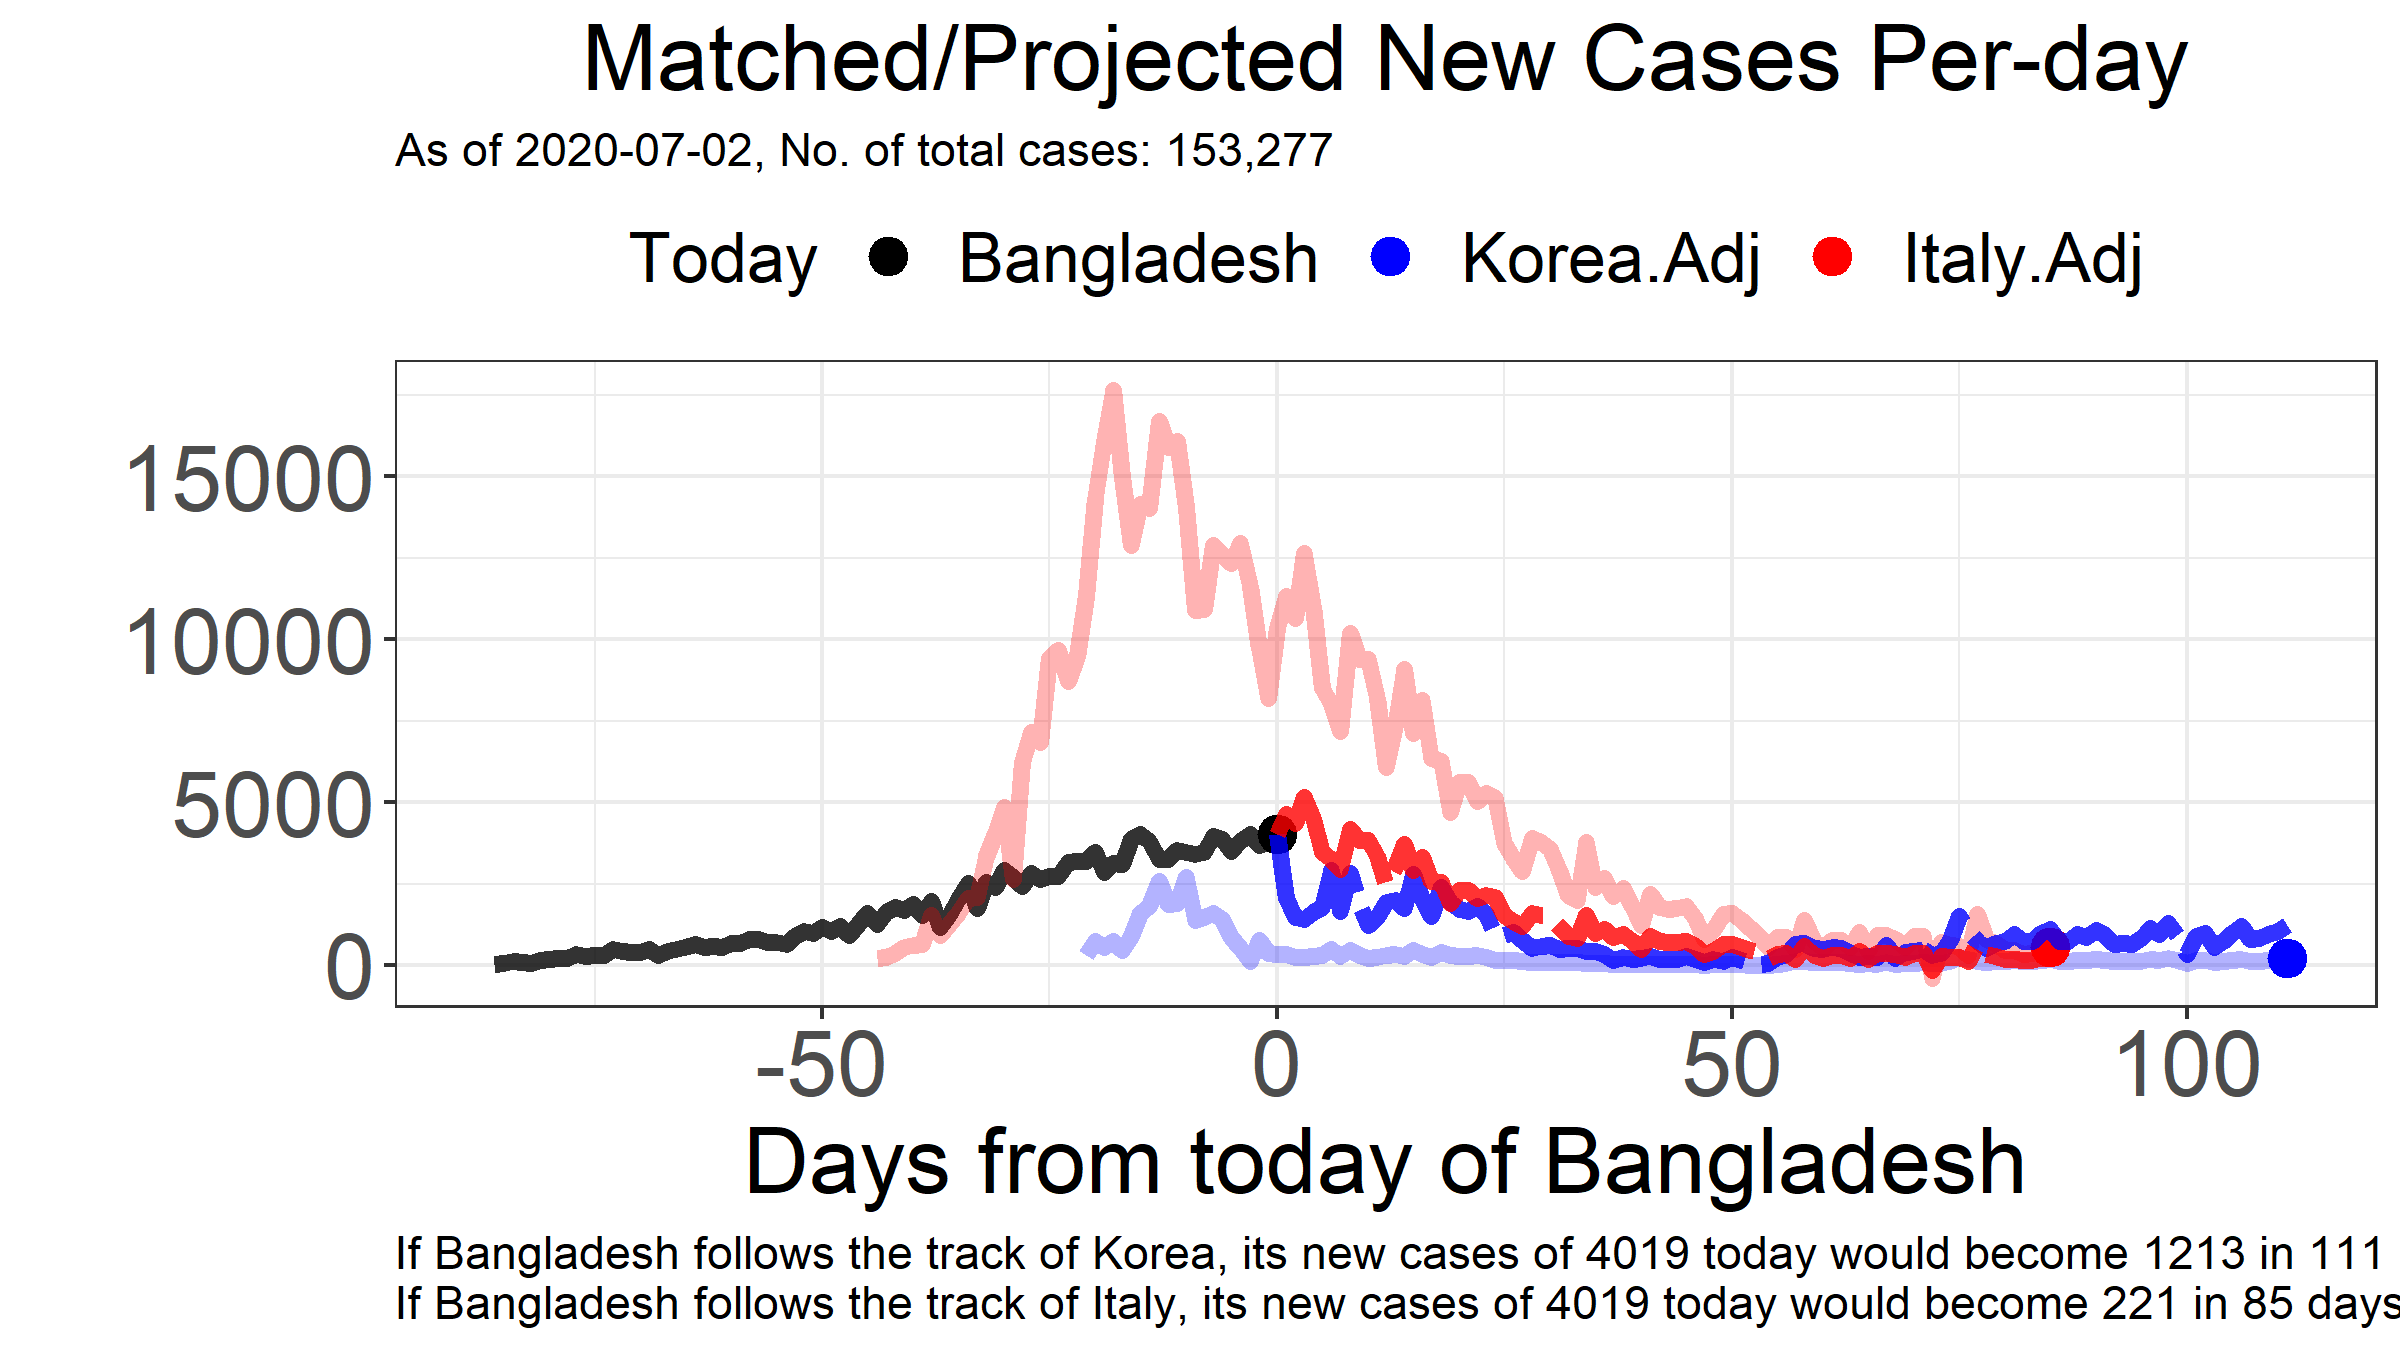 Matched/Projected New Cases Per-day
As of 2020-07-02, No. of total cases: 153,277
Today Bangladesh Korea.Adj Italy.Adj
15000
10000
5000
0
-50 0 50 100
Days from today of Bangladesh
If Bangladesh follows the track of Korea, its new cases of 4019 today would become 1213 in 111
If Bangladesh follows the track of Italy, its new cases of 4019 today would become 221 in 85 days